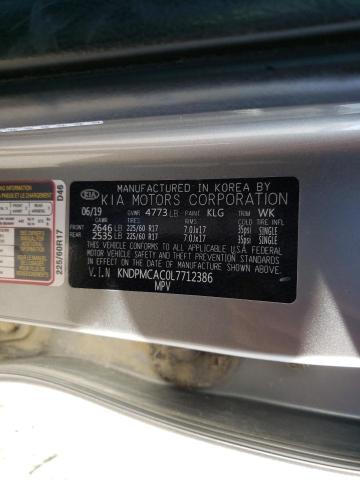 MANUFACTURED IN KOREA BY
KIA KIA MOTORS CORPORATION
06/19 GVWR 4773 LB PAINT KLG TRIM WK
GAWR TIRES RIMS COLD TIRE INFL
FRONT 2646 LB 225/60 R17 7.0Jx17 35psi SINGLE
REAR 2535 LB 225/60 R17 7.0Jx17 35psi SINGLE
THIS VEHICLE CONFORMS TO ALL APPLICABLE U.S.A. FEDERAL
MOTOR VEHICLE SAFETY AND THEFT PREVENTION STANDARDS
IN EFFECT ON THE DATE OF MANUFACTURE SHOWN ABOVE.
V.I.N KNDPMCAC0L7712386
MPV
225/60R17
D46
ET LE CHARGEMENT